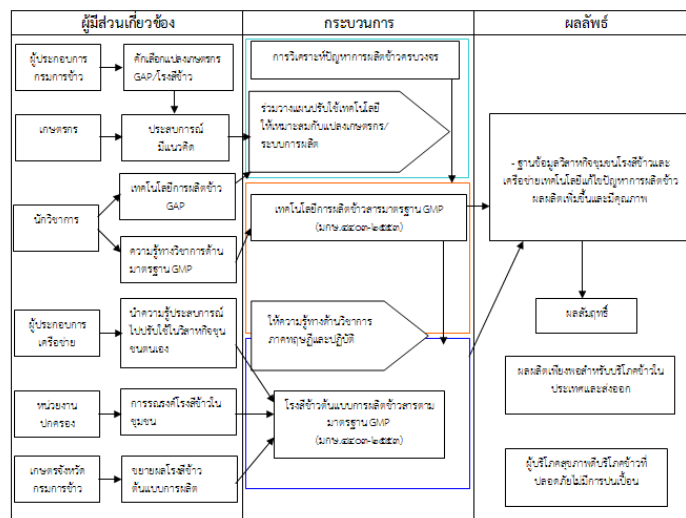 ผู้มีส่วนเกี่ยวข้อง
กระบวนการ
ผลลัพธ์
ผู้ประกอบการ
กรมการข้าว
คัดเลือกแปลงเกษตรกร
GAP/โรงสีข้าว
เกษตรกร
ประสบการณ์
มีแนวคิด
นักวิชาการ
เทคโนโลยีการผลิตข้าว
GAP
ความรู้ทางวิชาการด้าน
มาตรฐาน GMP
ผู้ประกอบการ
เครือข่าย
นำความรู้ประสบการณ์
ไปปรับใช้ในวิสาหกิจชุน
ขนตนเอง
หน่วยงาน
ปกครอง
การรณรงค์โรงสีข้าวใน
ชุมชน
เกษตรจังหวัด
กรมการข้าว
ขยายผลโรงสีข้าว
ต้นแบบการผลิต
การวิเคราะห์ปัญหาการผลิตข้าวครบวงจร
ร่วมวางแผนปรับใช้เทคโนโลยี
ให้เหมาะสมกับแปลงเกษตรกร/
ระบบการผลิต
เทคโนโลยีการผลิตข้าวสารมาตรฐาน GMP
(มกษ.๔๔๐๓-๒๕๕๓)
ให้ความรู้ทางด้านวิชาการ
ภาคทฤษฎีและปฏิบัติ
โรงสีข้าวต้นแบบการผลิตข้าวสารตาม
มาตรฐาน GMP
(มกษ.๔๔๐๓-๒๕๕๓)
- ฐานข้อมูลวิสาหกิจชุมชนโรงสีข้าวและ
เครือข่ายเทคโนโลยีแก้ไขปัญหาการผลิตข้าว
ผลผลิตเพิ่มขึ้นและมีคุณภาพ
ผลสัมฤทธิ์
ผลผลิตเพียงพอสำหรับบริโภคข้าวใน
ประเทศและส่งออก
ผู้บริโภคสุขภาพดีบริโภคข้าวที่
ปลอดภัยไม่มีการปนเปื้อน